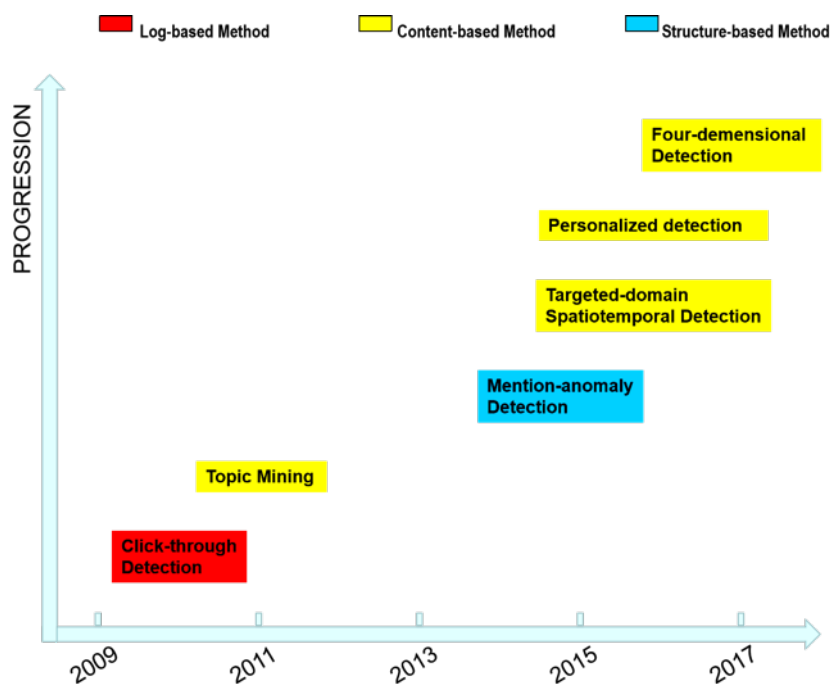 Log-based Method
Content-based Method
Structure-based Method
PROGRESSION
Four-demensional
Detection
Personalized detection
Targeted-domain
Spatiotemporal Detection
Mention-anomaly
Detection
Topic Mining
Click-through
Detection
2009
2011
2013
2015
2017